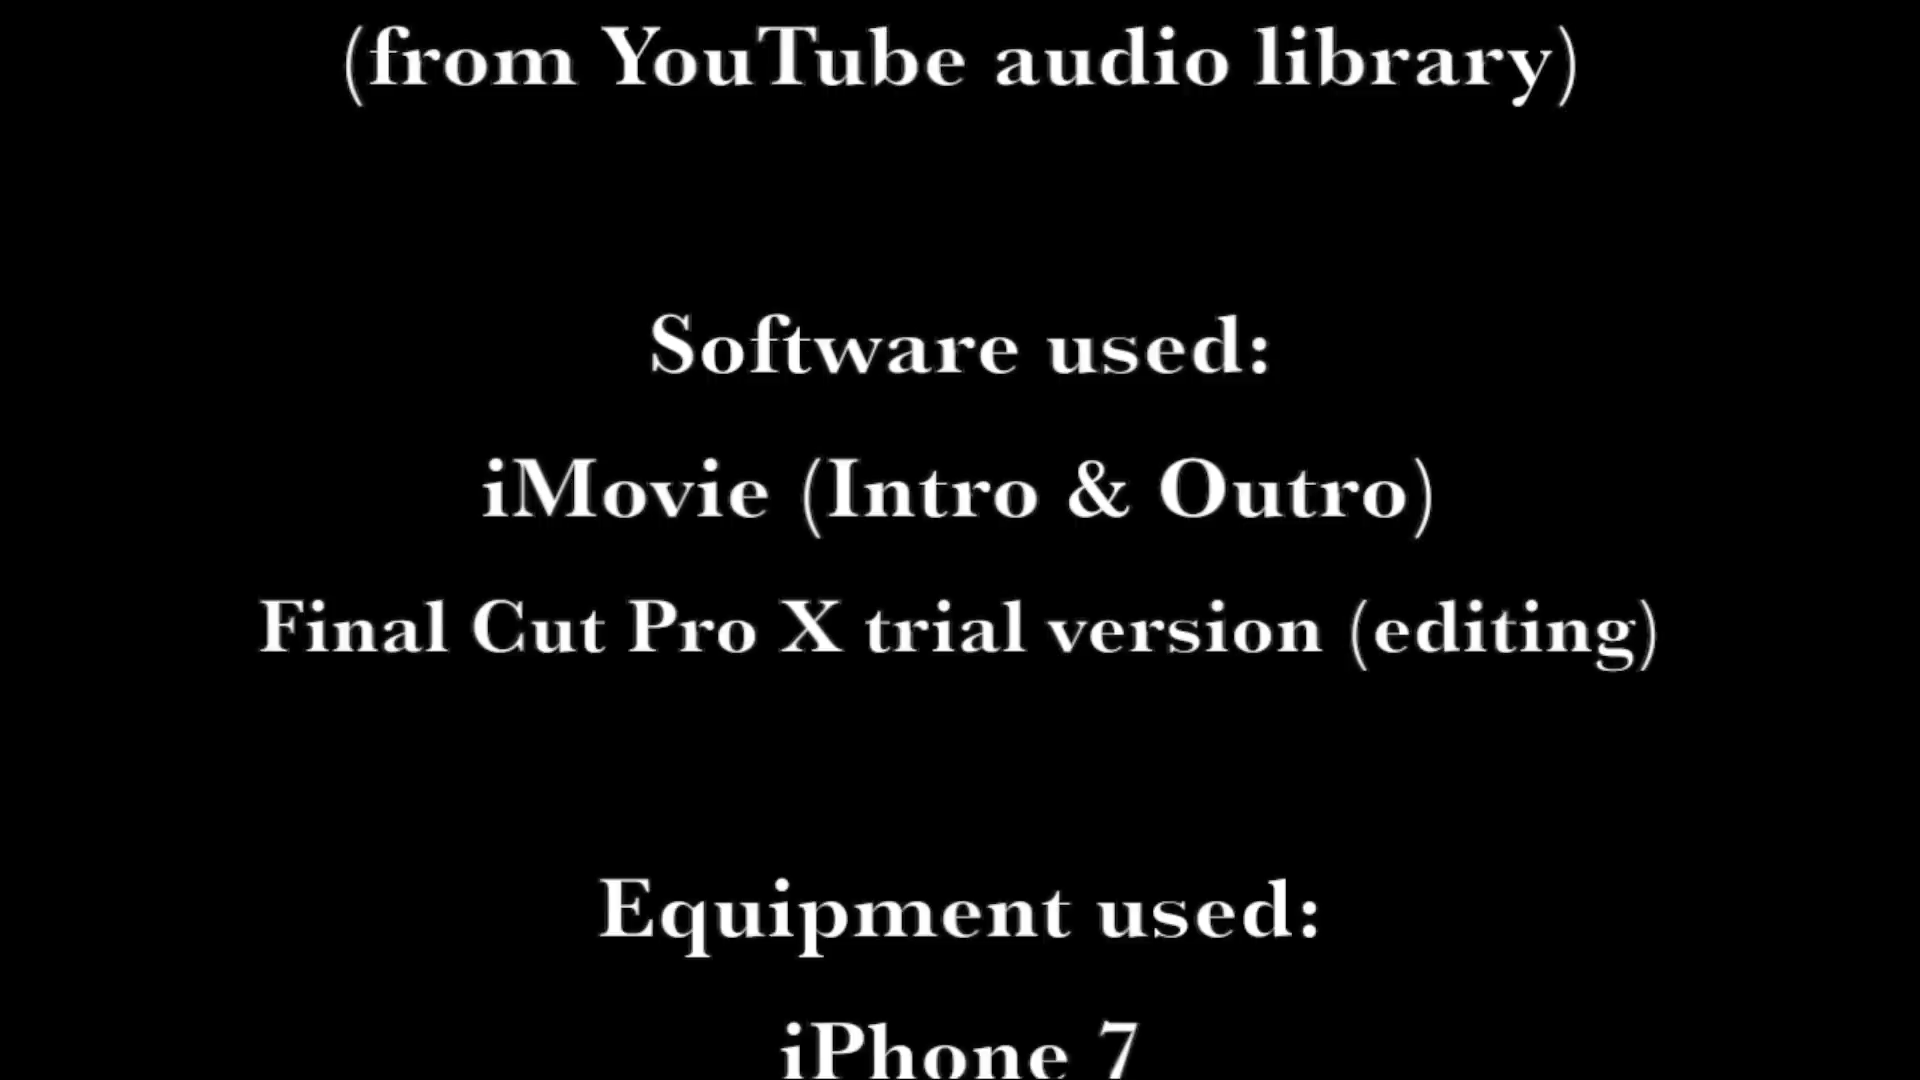 (from YouTube audio library)
Software used:
iMovie (Intro & Outro)
Final Cut Pro X trial version (editing)
Equipment used:
iPhone 7